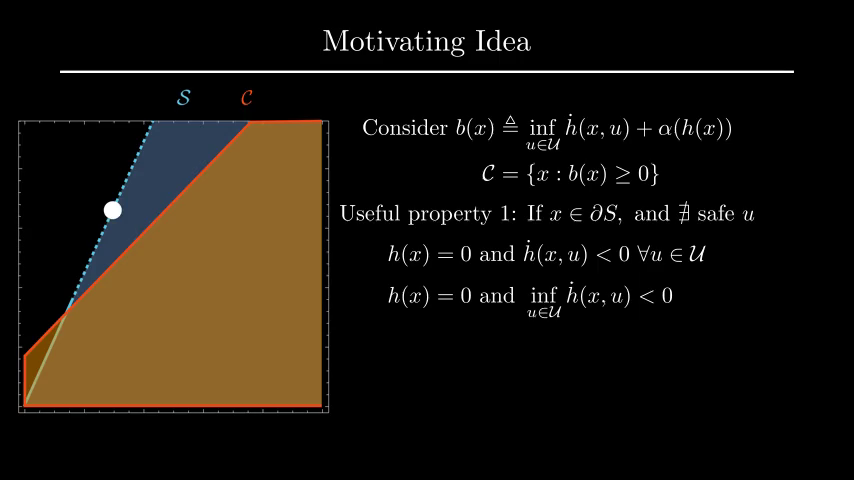 Motivating Idea
𝒮 𝒞
Consider b(x) ≜ inf_{u∈𝒰} ḣ(x, u) + α(h(x))
𝒞 = {x : b(x) ≥ 0}
Useful property 1: If x ∈ ∂S, and ∄ safe u
h(x) = 0 and ḣ(x, u) < 0 ∀u ∈ 𝒰
h(x) = 0 and inf_{u∈𝒰} ḣ(x, u) < 0